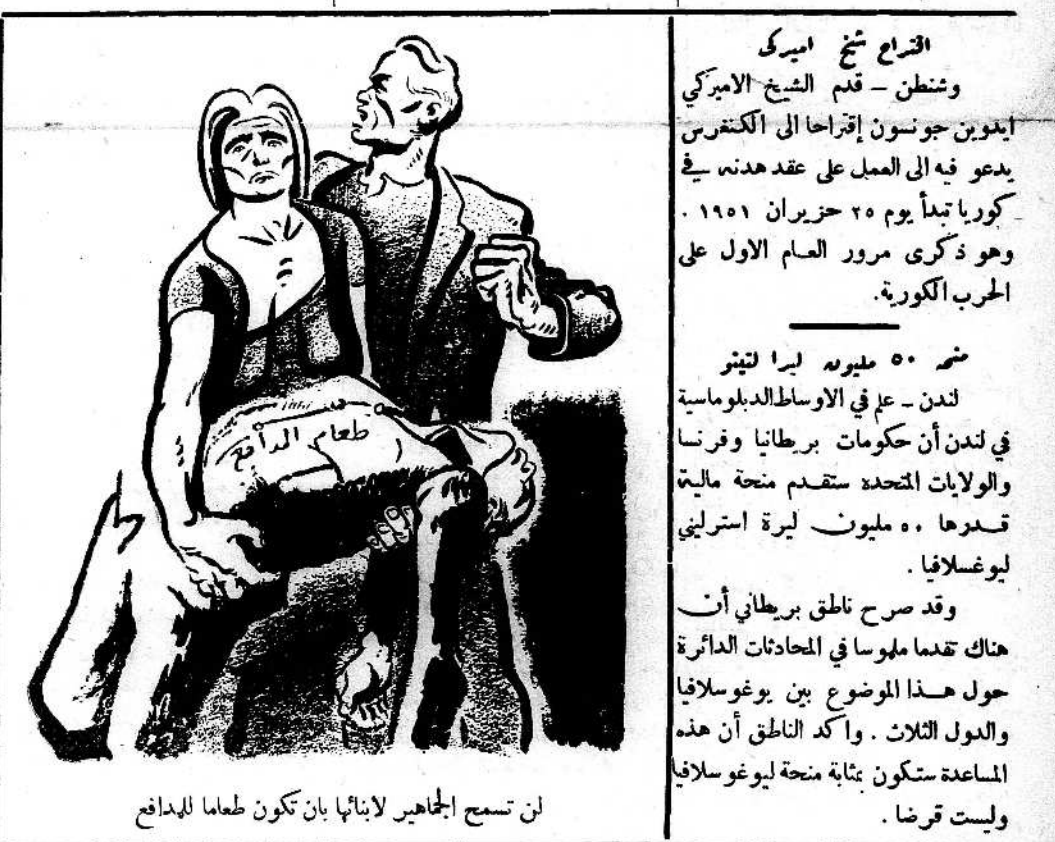 اقتراح شيخ اميركي
وشنطن – قدم الشيخ الاميركي
ايدوين جونسون إقتراحا الى الكنغرس
يدعو فيه الى العمل على عقد هدنه في
كوريا تبدأ يوم ٢٥ حزيران ١٩٥١ .
وهو ذكرى مرور العام الاول على
الحرب الكورية.
منحه ٥٠ مليون ليرا لتيتو
لندن – علم في الاوساط الدبلوماسية
في لندن أن حكومات بريطانيا وفرنسا
والولايات المتحده ستقدم منحة مالية
قدرها ٥٠ مليون ليرة استرليني
ليوغسلافيا .
وقد صرح ناطق بريطاني أن
هناك تقدما ملموسا في المحادثات الدائرة
حول هذا الموضوع بين يوغوسلافيا
والدول الثلاث . واكد الناطق أن هذه
المساعدة ستكون بمثابة منحة ليوغوسلافيا
وليست قرضا .
طعام المدافع
لن تسمح الجماهير لابنائها بان تكون طعاما للمدافع